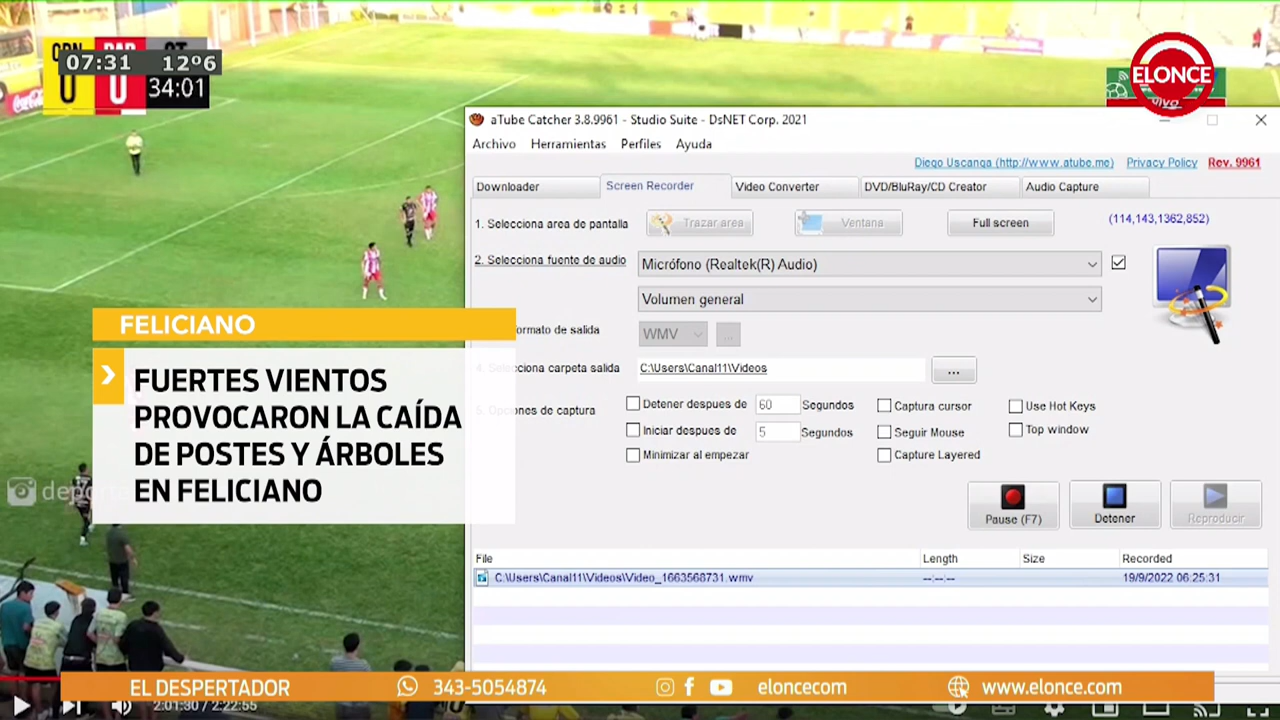 07:31 12º6
0 0 34:01
ELONCE
aTube Catcher 3.8.9961 - Studio Suite - DsNET Corp. 2021
Archivo Herramientas Perfiles Ayuda
Diego Uscanga (http://www.atube.me) Privacy Policy Rev. 9961
Downloader Screen Recorder Video Converter DVD/BluRay/CD Creator Audio Capture
1. Selecciona area de pantalla Trazar area Ventana Full screen (114,143,1362,852)
2. Selecciona fuente de audio Micrófono (Realtek(R) Audio)
Volumen general
ormato de salida WMV ...
4. Selecciona carpeta salida C:\Users\Canal11\Videos ...
5. Opciones de captura Detener despues de 60 Segundos Captura cursor Use Hot Keys
Iniciar despues de 5 Segundos Seguir Mouse Top window
Minimizar al empezar Capture Layered
Pause (F7) Detener Reproducir
File Length Size Recorded
C:\Users\Canal11\Videos\Video_1663568731.wmv --:--:-- 19/9/2022 06:25:31
FELICIANO
FUERTES VIENTOS
PROVOCARON LA CAÍDA
DE POSTES Y ÁRBOLES
EN FELICIANO
EL DESPERTADOR 343-5054874 eloncecom www.elonce.com
2:01:30 / 2:22:55